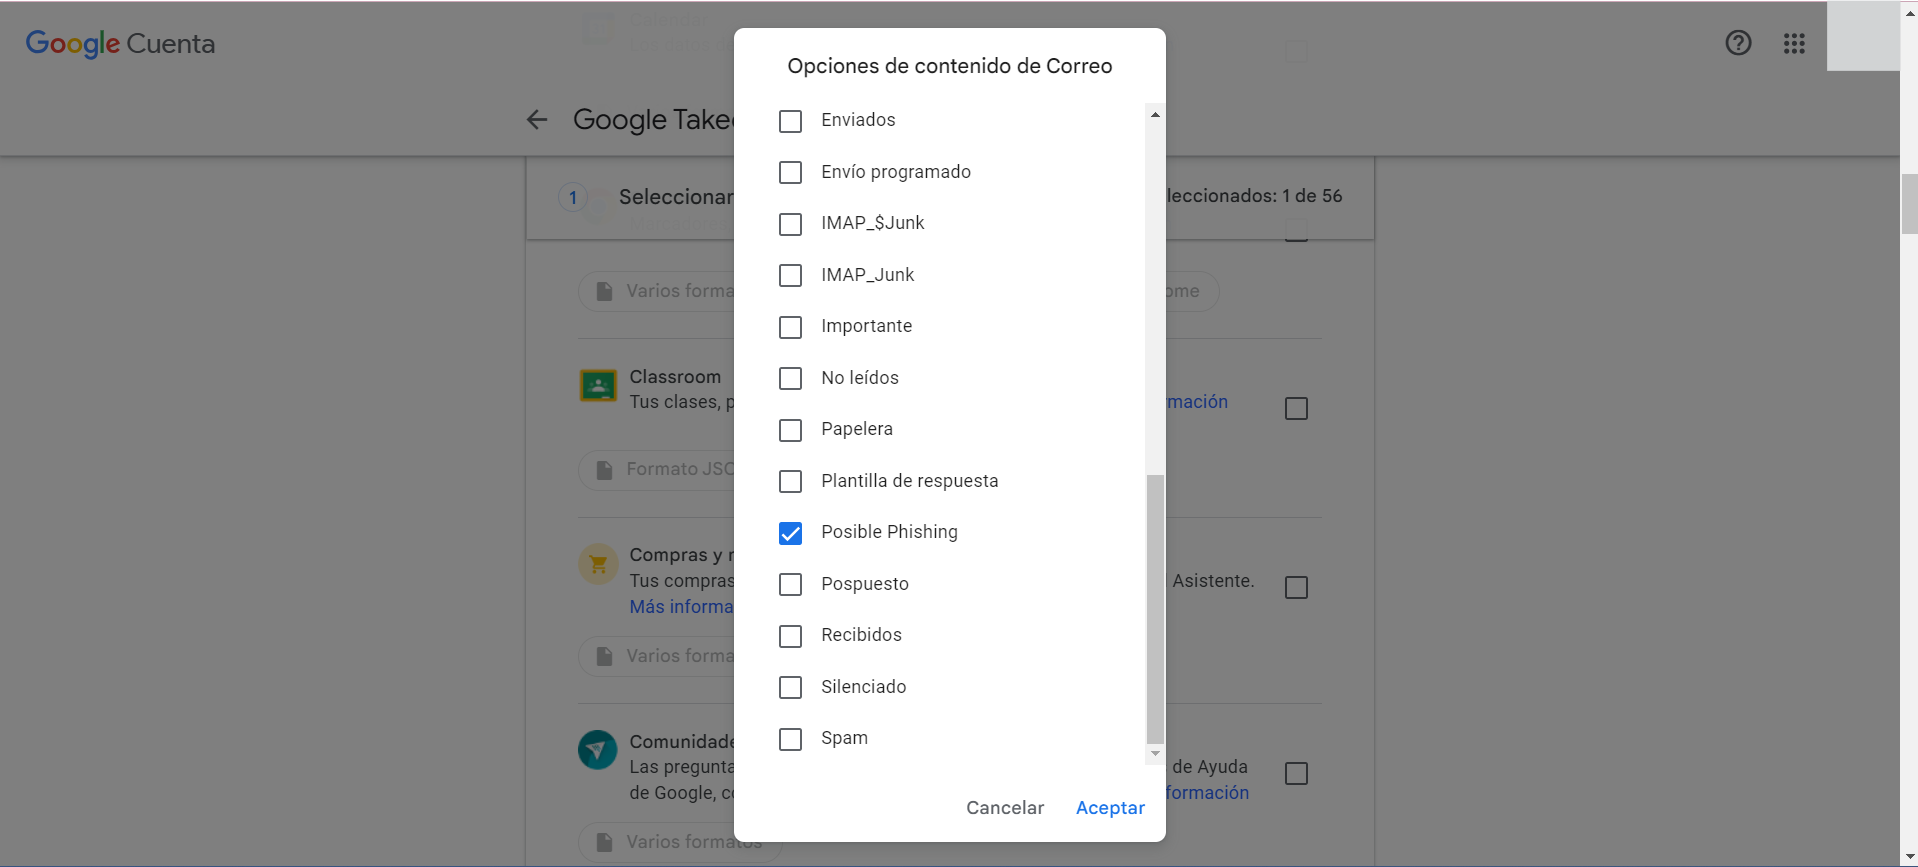 Google Cuenta
Calendar
Google Take
1
Seleccionar
leccionados: 1 de 56
Varios forma
ome
Classroom
Tus clases, p
rmación
Formato JSO
Compras y r
Tus compras
Asistente.
Más informa
Varios forma
Comunidade
Las pregunta
de Ayuda
de Google, c
formación
Varios formatos
Opciones de contenido de Correo
Enviados
Envío programado
IMAP_$Junk
IMAP_Junk
Importante
No leídos
Papelera
Plantilla de respuesta
Posible Phishing
Pospuesto
Recibidos
Silenciado
Spam
Cancelar
Aceptar